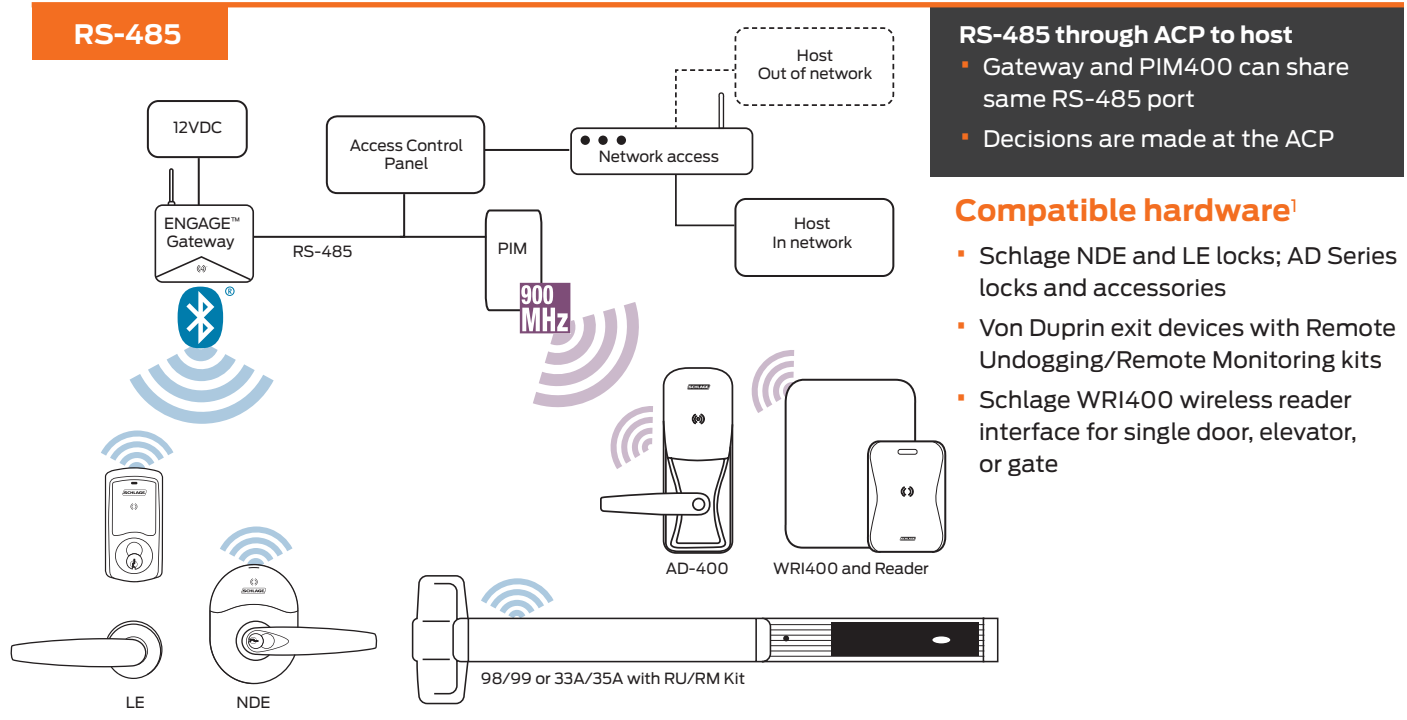 RS-485
12VDC
ENGAGE™
Gateway
RS-485
Access Control
Panel
PIM
900
MHz
Network access
Host
Out of network
Host
In network
®
SCHLAGE
SCHLAGE
SCHLAGE
LE
NDE
98/99 or 33A/35A with RU/RM Kit
AD-400
WRI400 and Reader
RS-485 through ACP to host
▪ Gateway and PIM400 can share
same RS-485 port
▪ Decisions are made at the ACP
Compatible hardware¹
▪ Schlage NDE and LE locks; AD Series
locks and accessories
▪ Von Duprin exit devices with Remote
Undogging/Remote Monitoring kits
▪ Schlage WRI400 wireless reader
interface for single door, elevator,
or gate